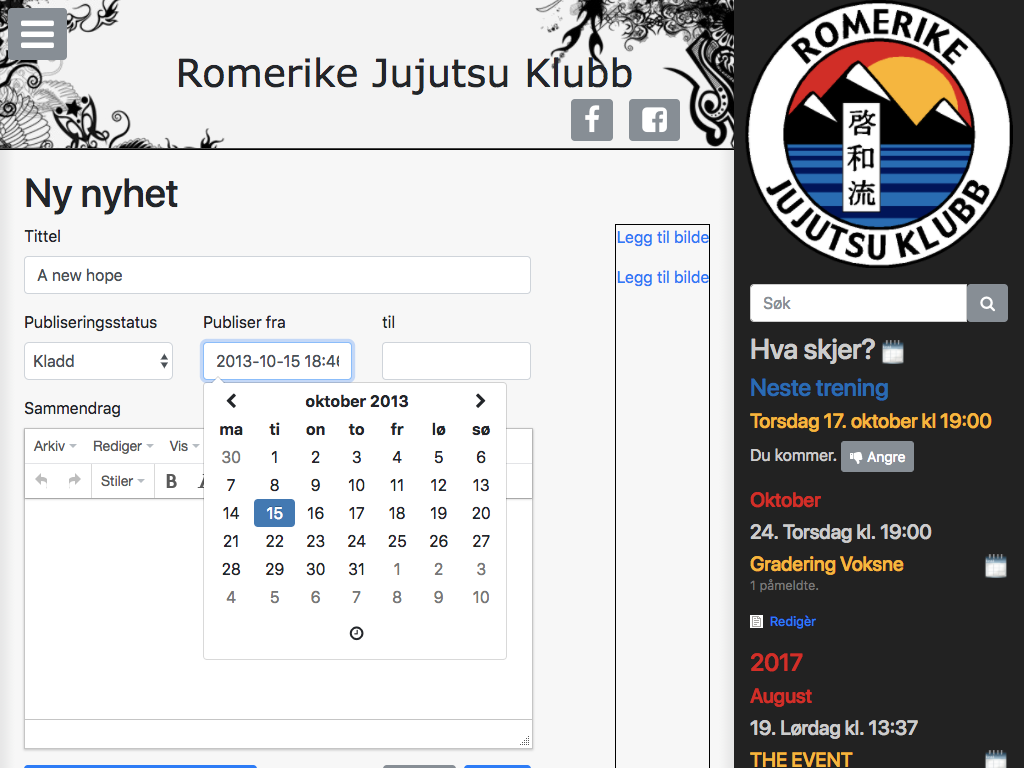 Romerike Jujutsu Klubb
Ny nyhet
Tittel
A new hope
Publiseringsstatus
Publiser fra
til
Kladd
2013-10-15 18:46
Sammendrag
oktober 2013
ma ti on to fr lø sø
30 1 2 3 4 5 6
7 8 9 10 11 12 13
14 15 16 17 18 19 20
21 22 23 24 25 26 27
28 29 30 31 1 2 3
4 5 6 7 8 9 10
Arkiv Rediger Vis
Stiler B
Legg til bilde
Legg til bilde
ROMERIKE
啓和流
JUJUTSU KLUBB
Søk
Hva skjer?
Neste trening
Torsdag 17. oktober kl 19:00
Du kommer. Angre
Oktober
24. Torsdag kl. 19:00
Gradering Voksne
1 påmeldte.
Redigèr
2017
August
19. Lørdag kl. 13:37
THE EVENT